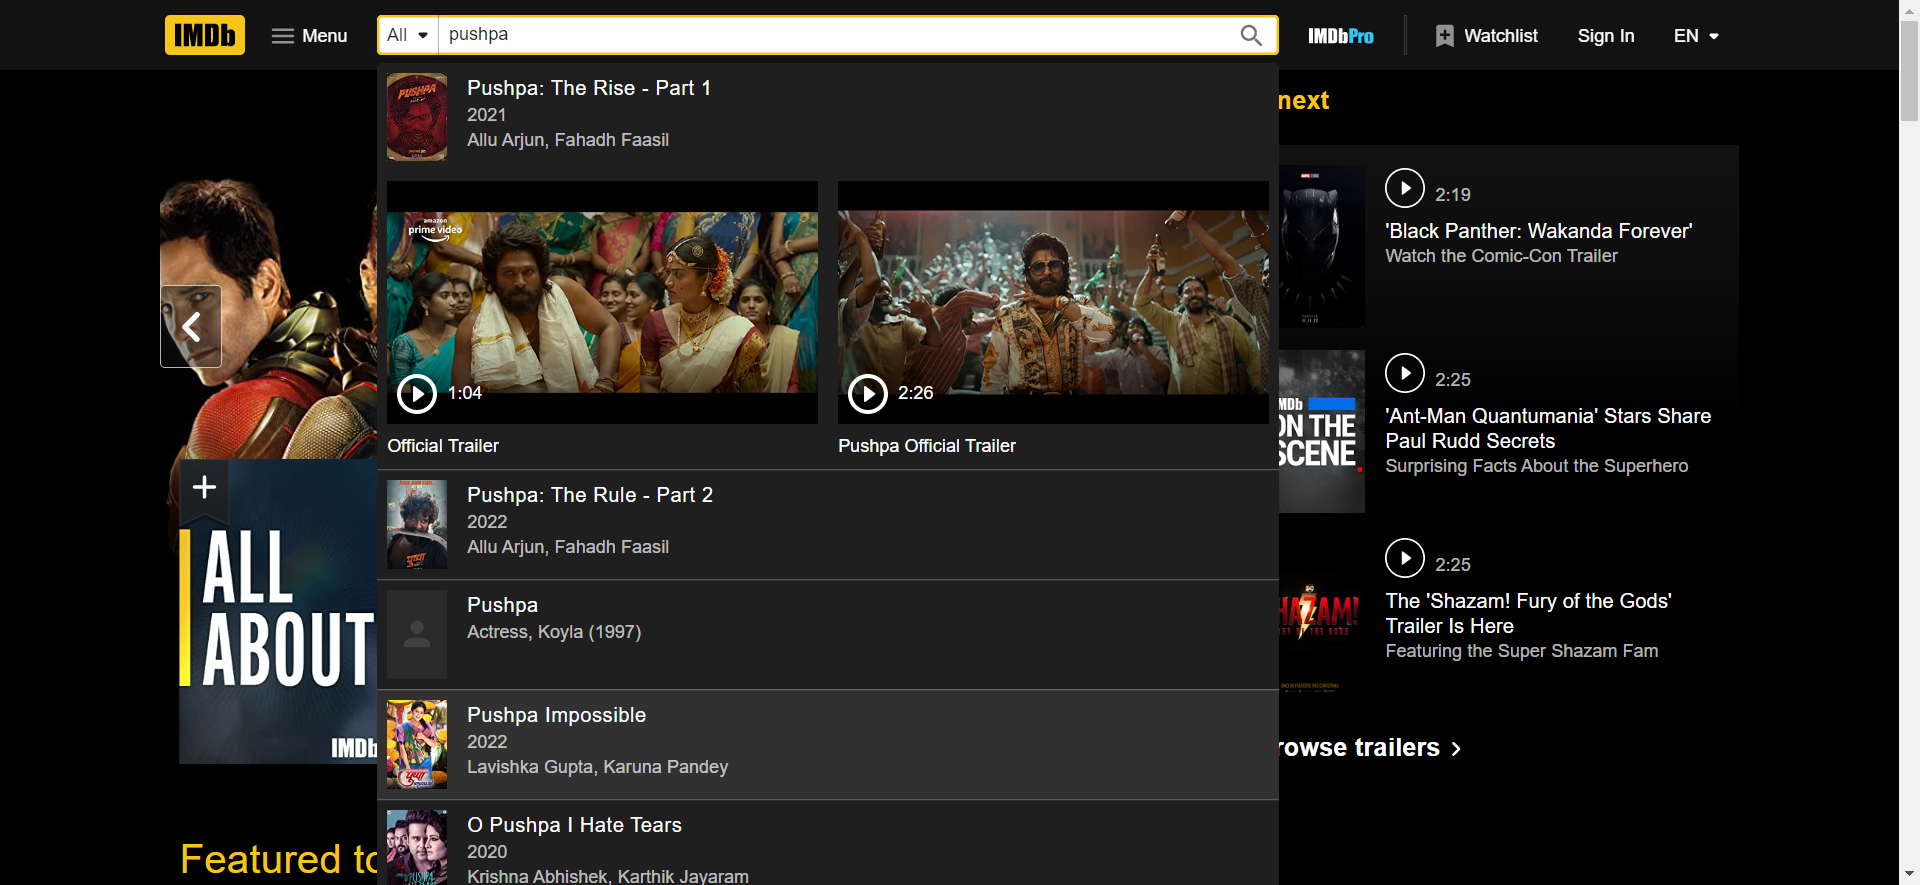 IMDb
Menu
All
pushpa
IMDbPro
Watchlist
Sign In
EN
PUSHPA
Pushpa: The Rise - Part 1
2021
Allu Arjun, Fahadh Faasil
next
amazon
prime video
1:04
2:26
Official Trailer
Pushpa Official Trailer
2:19
'Black Panther: Wakanda Forever'
Watch the Comic-Con Trailer
IMDb
ON THE
SCENE.
2:25
'Ant-Man Quantumania' Stars Share
Paul Rudd Secrets
Surprising Facts About the Superhero
Pushpa: The Rule - Part 2
2022
Allu Arjun, Fahadh Faasil
ALL
ABOUT
IMDb
Pushpa
Actress, Koyla (1997)
HAZAM!
2:25
The 'Shazam! Fury of the Gods'
Trailer Is Here
Featuring the Super Shazam Fam
Pushpa Impossible
2022
Lavishka Gupta, Karuna Pandey
rowse trailers
O Pushpa I Hate Tears
2020
Krishna Abhishek, Karthik Jayaram
Featured to